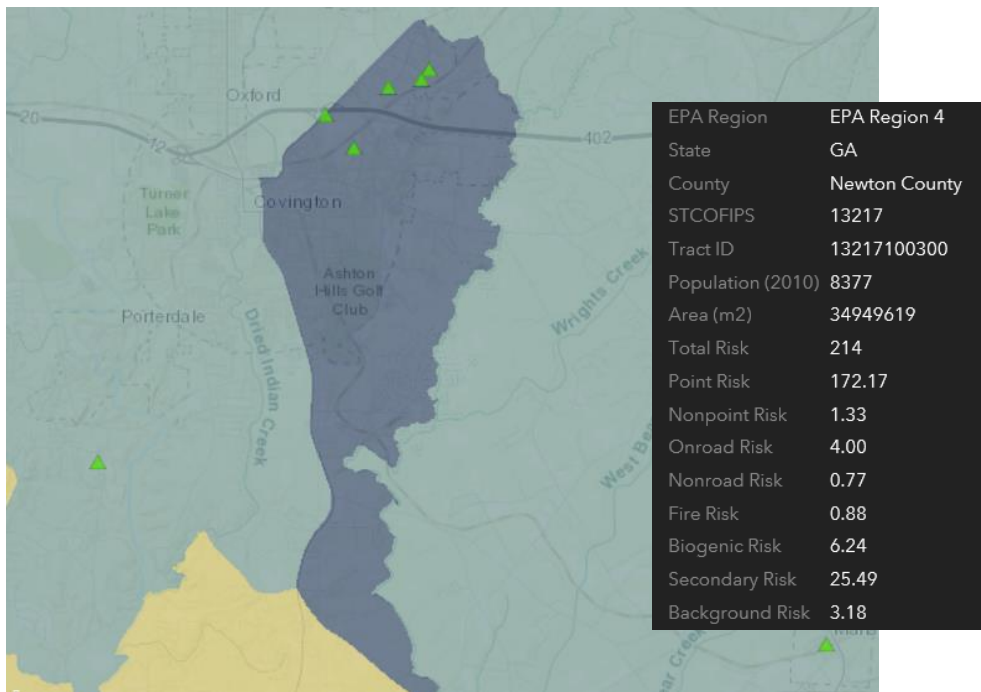 Oxford
20
12
402
Turner
Lake
Park
Covington
Ashton
Hills Golf
Club
Porterdale
Dried Indian Creek
Wrights Creek
West Bea
ar Creek
EPA Region EPA Region 4
State GA
County Newton County
STCOFIPS 13217
Tract ID 13217100300
Population (2010) 8377
Area (m2) 34949619
Total Risk 214
Point Risk 172.17
Nonpoint Risk 1.33
Onroad Risk 4.00
Nonroad Risk 0.77
Fire Risk 0.88
Biogenic Risk 6.24
Secondary Risk 25.49
Background Risk 3.18